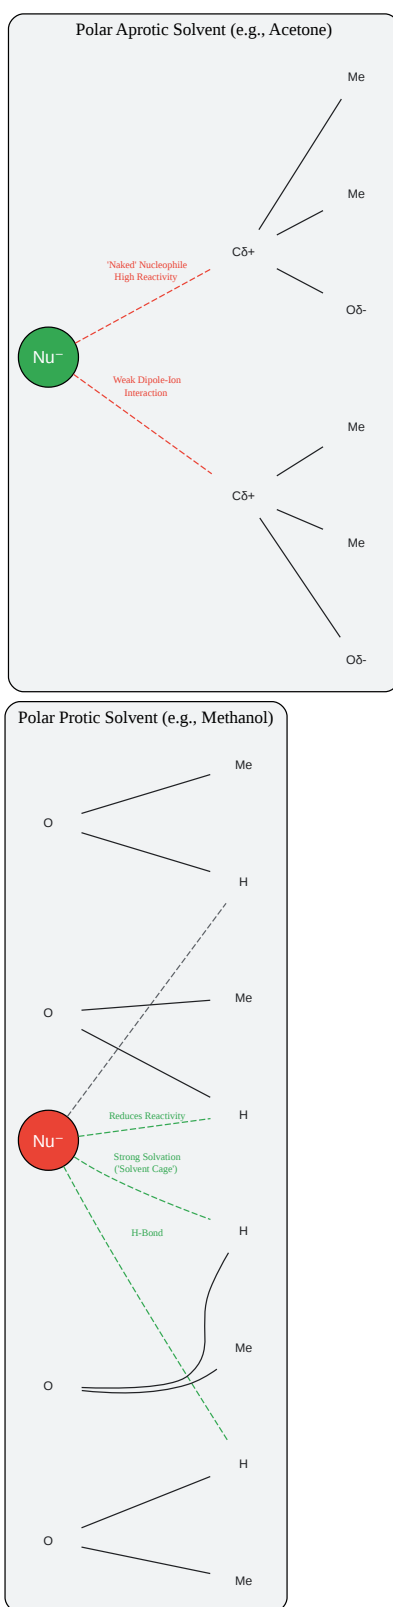 Polar Aprotic Solvent (e.g., Acetone)
Me
Me
Cδ+
'Naked' Nucleophile
High Reactivity
Oδ-
Nu⁻
Weak Dipole-Ion
Interaction
Me
Cδ+
Me
Oδ-
Polar Protic Solvent (e.g., Methanol)
Me
O
H
Me
O
Reduces Reactivity
H
Nu⁻
Strong Solvation
('Solvent Cage')
H-Bond
H
Me
O
H
O
Me